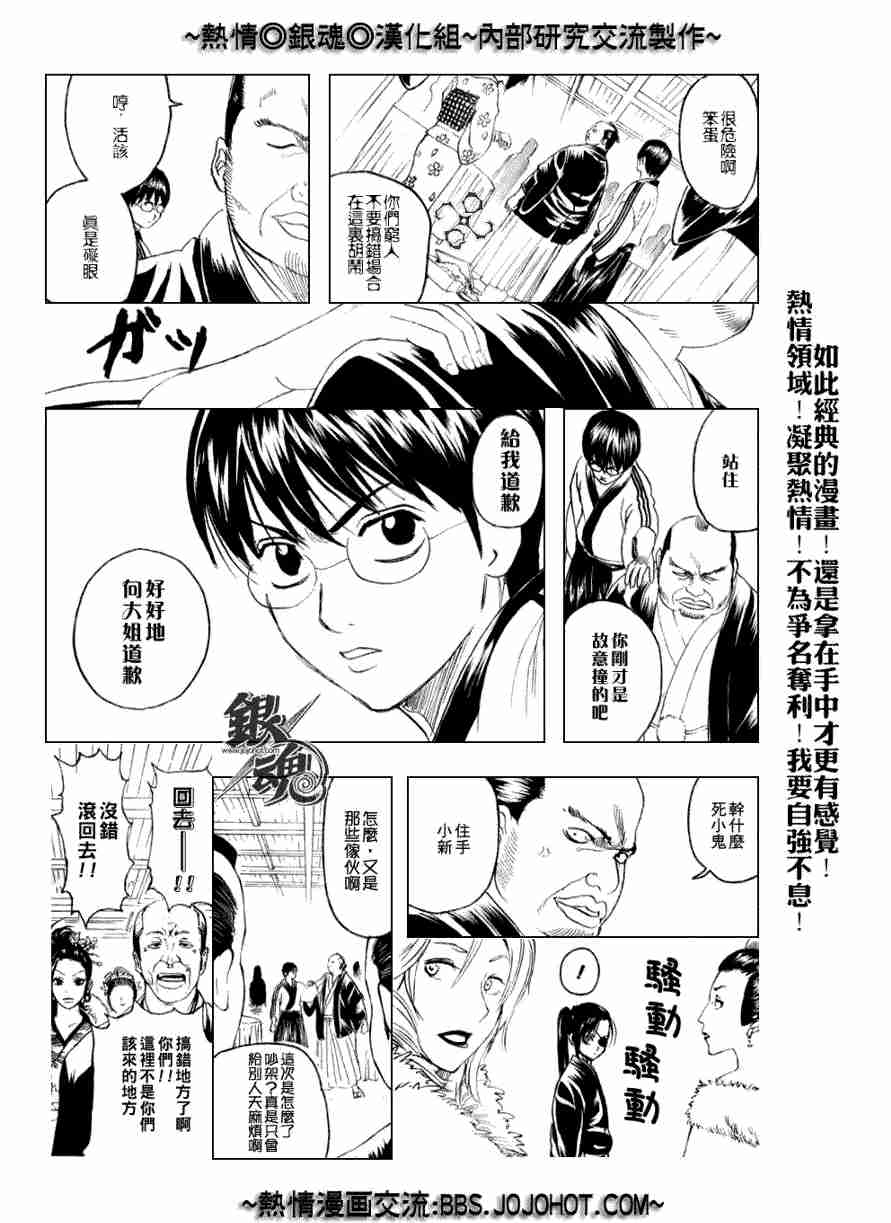 ~熱情◎銀魂◎漢化組~內部研究交流製作~
很危險啊
笨蛋
你們窮人
不要搞錯場合
在這裏胡鬧
哼，活該
真是礙眼
ガッ
站住
你剛才是
故意撞的吧
給我道歉
好好地
向大姐道歉
幹什麼
死小鬼
住手
小新
怎麼，又是
那些傢伙啊
這次是怎麼了
吵架？真是只會
給別人天麻煩啊
！
騷動
騷動
回去——！！
沒錯
滾回去！！
搞錯地方了啊
你們！
這裡不是你們
該來的地方
如此經典的漫畫！還是拿在手中才更有感覺！
熱情領域！凝聚熱情！不為爭名奪利！我要自強不息！
銀魂
www.jojohot.com
~熱情漫画交流:BBS.JOJOHOT.COM~